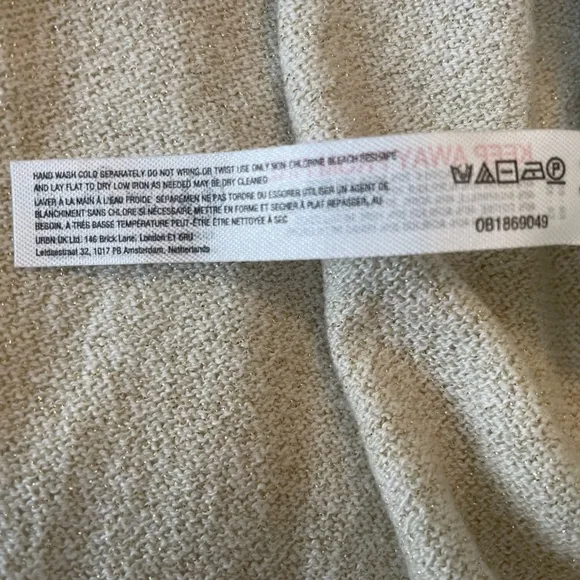 HAND WASH COLD SEPARATELY DO NOT WRING OR TWIST USE ONLY NON-CHLORINE BLEACH RESHAPE
AND LAY FLAT TO DRY LOW IRON AS NEEDED MAY BE DRY CLEANED
LAVER À LA MAIN À L'EAU FROIDE SÉPARÉMEN NE PAS TORDRE OU ESSORER UTILISER UN AGENT DE
BLANCHIMENT SANS CHLORE SI NÉCESSAIRE METTRE EN FORME ET SÉCHER À PLAT REPASSER, AU
BESOIN, À TRÈS BASSE TEMPÉRATURE PEUT-ÊTRE ÊTRE NETTOYÉE À SEC
URBN UK Ltd. 146 Brick Lane, London E1 6RU
Leidsestraat 32, 1017 PB Amsterdam, Netherlands
P
OB1869049
KEEP AWAY